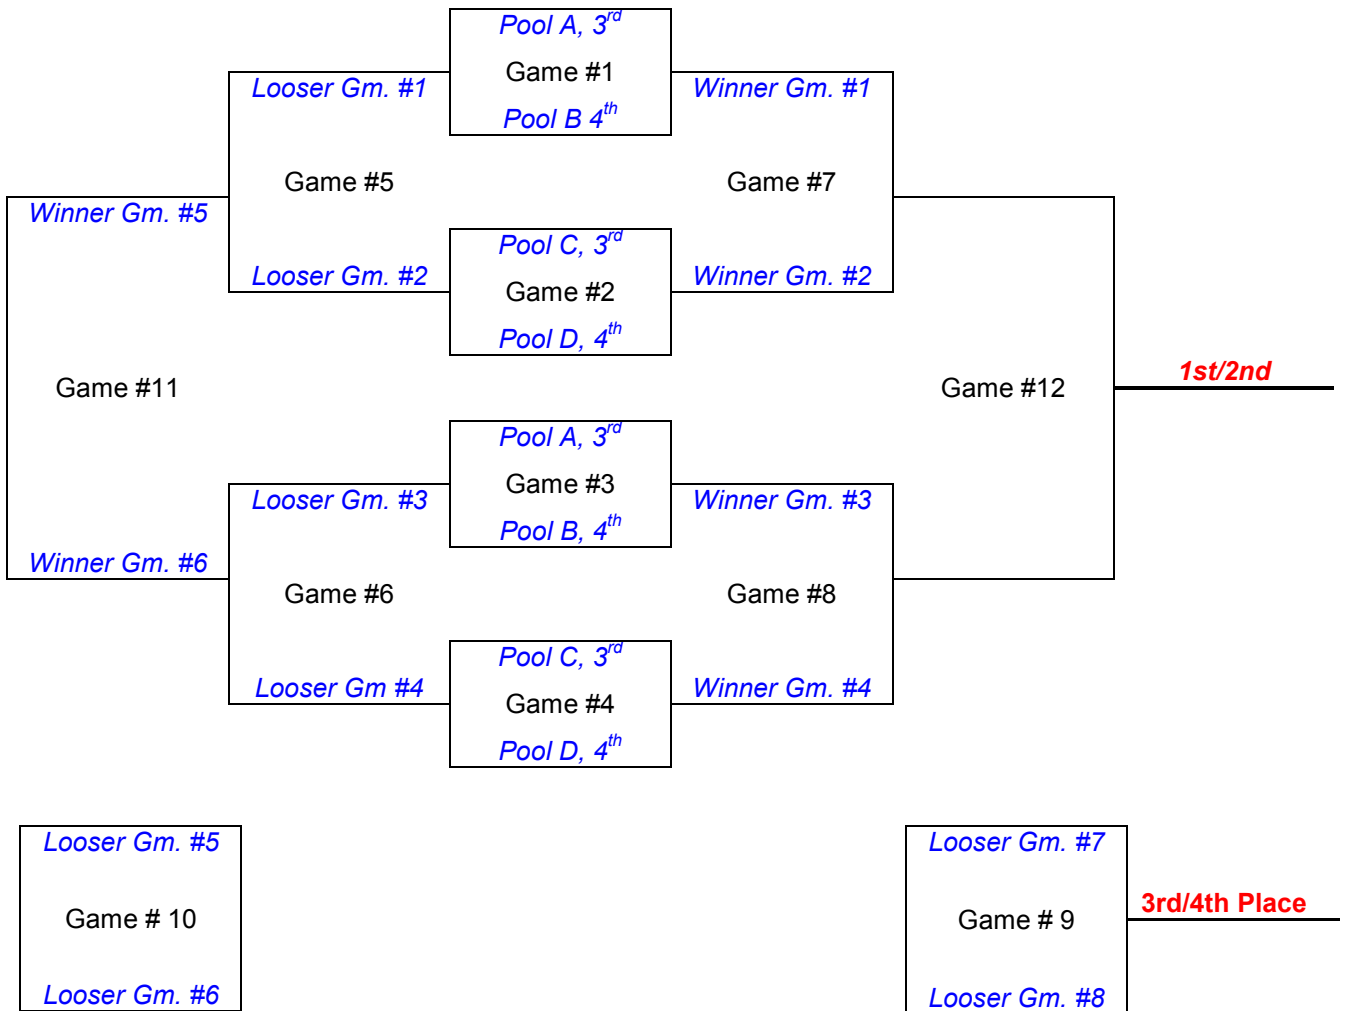 Pool A, 3rd
Game #1
Pool B 4th
Looser Gm. #1
Winner Gm. #1
Game #5
Game #7
Winner Gm. #5
Pool C, 3rd
Game #2
Pool D, 4th
Looser Gm. #2
Winner Gm. #2
Game #11
Game #12
1st/2nd
Pool A, 3rd
Game #3
Pool B, 4th
Looser Gm. #3
Winner Gm. #3
Winner Gm. #6
Game #6
Game #8
Pool C, 3rd
Game #4
Pool D, 4th
Looser Gm #4
Winner Gm. #4
Looser Gm. #5
Game # 10
Looser Gm. #6
Looser Gm. #7
Game # 9
Looser Gm. #8
3rd/4th Place